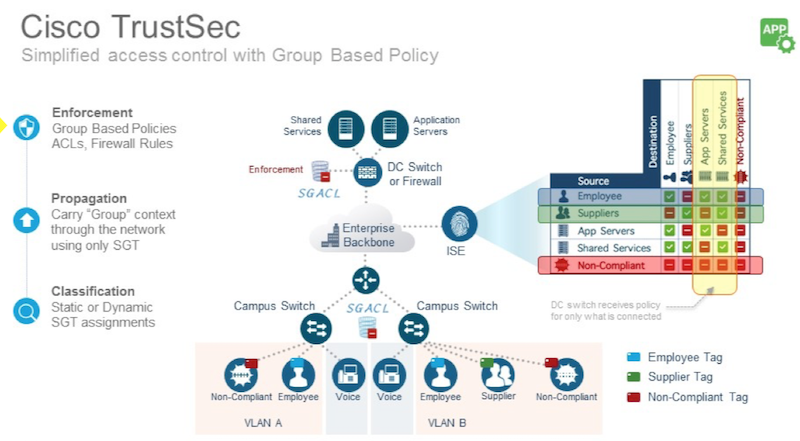 Cisco TrustSec
Simplified access control with Group Based Policy
APP
Enforcement
Group Based Policies
ACLs, Firewall Rules
Propagation
Carry "Group" context
through the network
using only SGT
Classification
Static or Dynamic
SGT assignments
Shared
Services
Application
Servers
Enforcement
SGACL
DC Switch
or Firewall
Enterprise
Backbone
ISE
Campus Switch
SGACL
Campus Switch
Non-Compliant
Employee
Voice
Voice
Employee
Supplier
Non-Compliant
VLAN A
VLAN B
Destination
Employee
Suppliers
App Servers
Shared Services
Non-Compliant
Source
Employee
Suppliers
App Servers
Shared Services
Non-Compliant
DC switch receives policy
for only what is connected
Employee Tag
Supplier Tag
Non-Compliant Tag